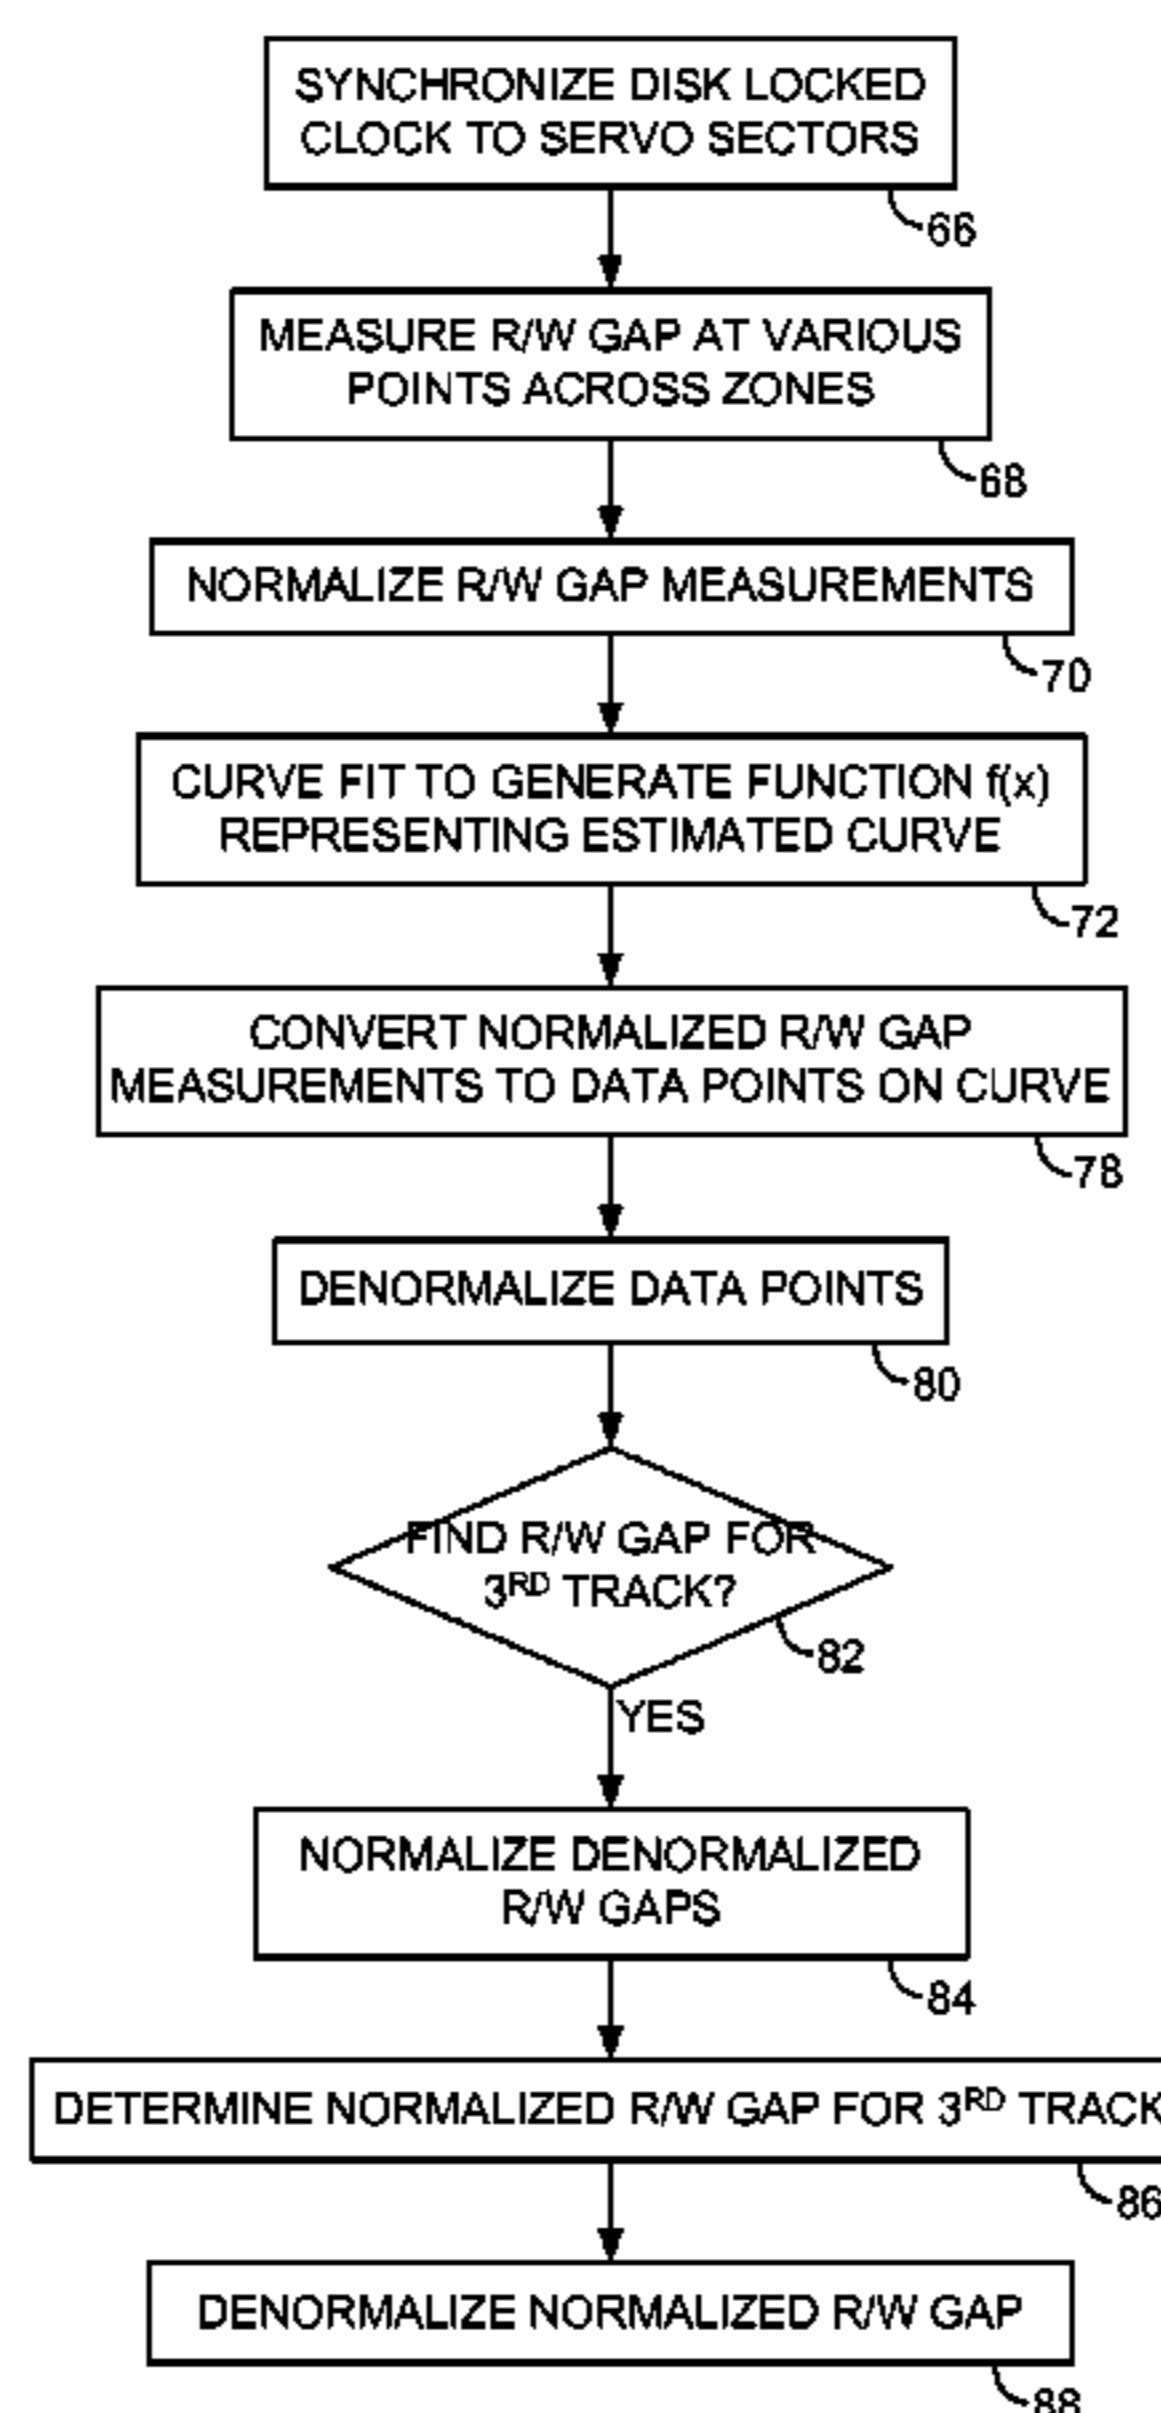 SYNCHRONIZE DISK LOCKED
CLOCK TO SERVO SECTORS
66
MEASURE R/W GAP AT VARIOUS
POINTS ACROSS ZONES
68
NORMALIZE R/W GAP MEASUREMENTS
70
CURVE FIT TO GENERATE FUNCTION f(x)
REPRESENTING ESTIMATED CURVE
72
CONVERT NORMALIZED R/W GAP
MEASUREMENTS TO DATA POINTS ON CURVE
78
DENORMALIZE DATA POINTS
80
FIND R/W GAP FOR
3RD TRACK?
82
YES
NORMALIZE DENORMALIZED
R/W GAPS
84
DETERMINE NORMALIZED R/W GAP FOR 3RD TRACK
86
DENORMALIZE NORMALIZED R/W GAP
88